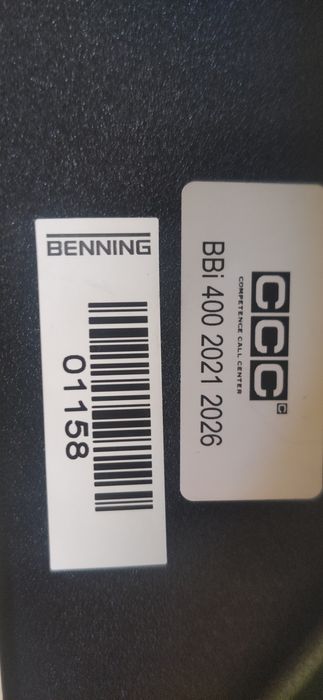 BENNING
01158
CCC
C
COMPETENCE CALL CENTER
BBi 400 2021 2026